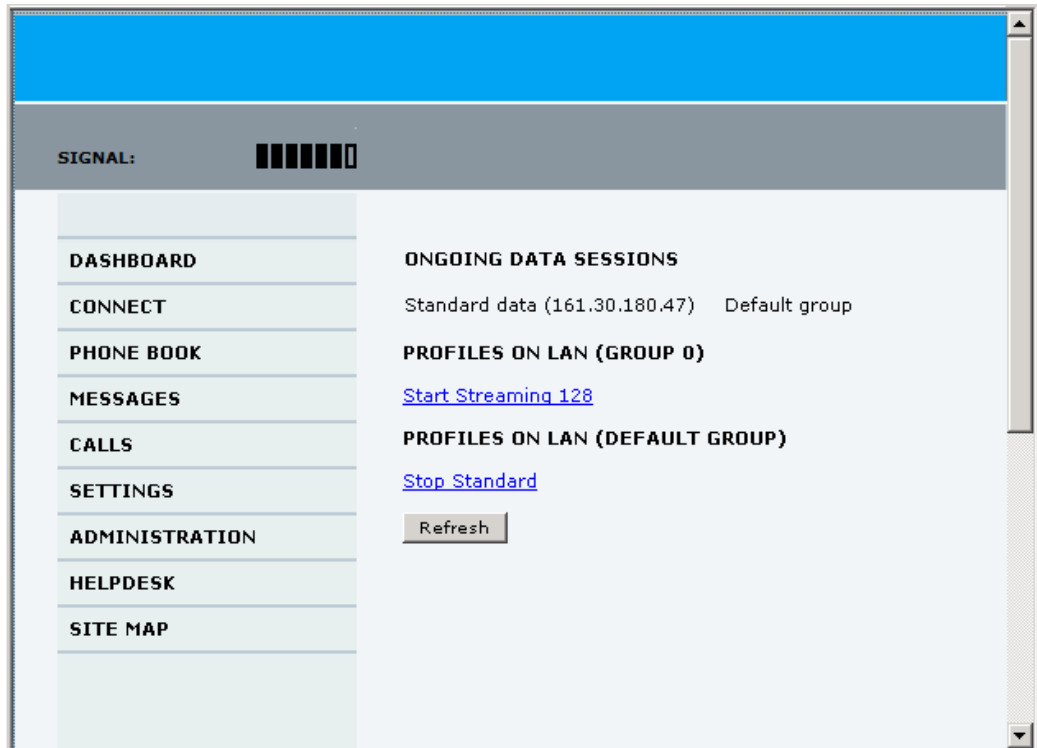 SIGNAL:
DASHBOARD
CONNECT
PHONE BOOK
MESSAGES
CALLS
SETTINGS
ADMINISTRATION
HELPDESK
SITE MAP
ONGOING DATA SESSIONS
Standard data (161.30.180.47) Default group
PROFILES ON LAN (GROUP 0)
Start Streaming 128
PROFILES ON LAN (DEFAULT GROUP)
Stop Standard
Refresh